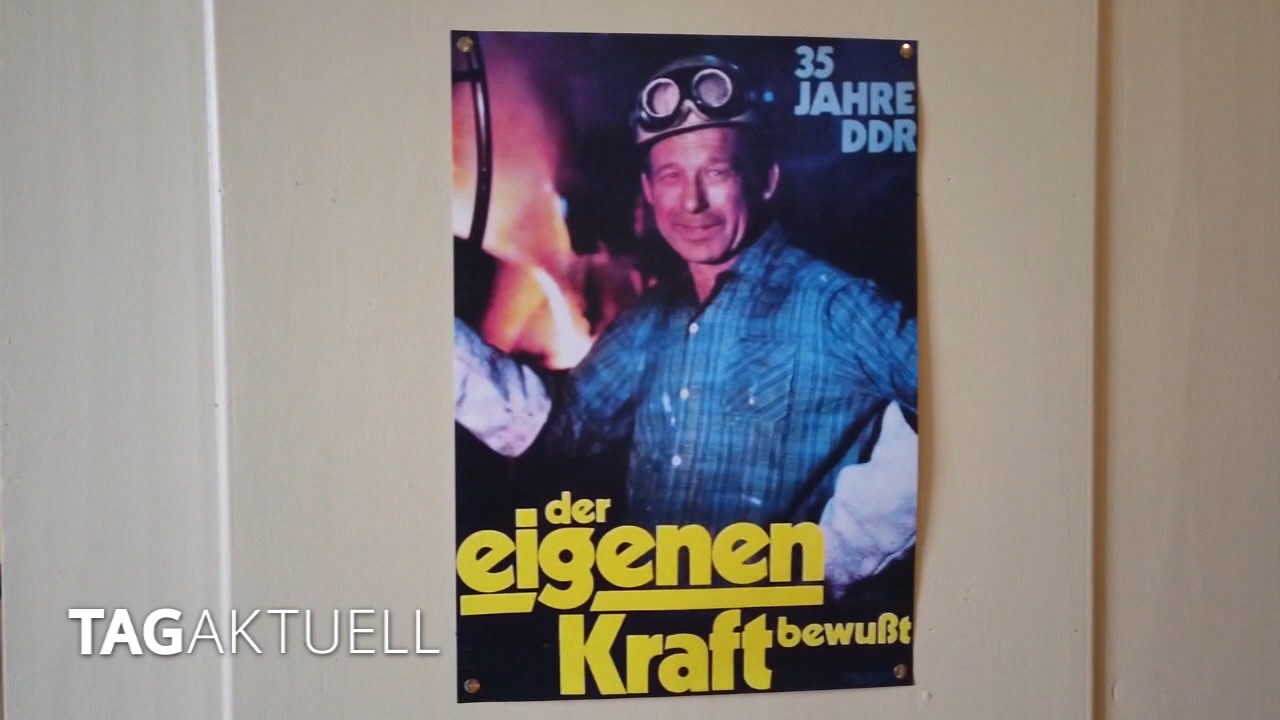 35
JAHRE
DDR
der
eigenen
Kraft bewußt
TAGAKTUELL